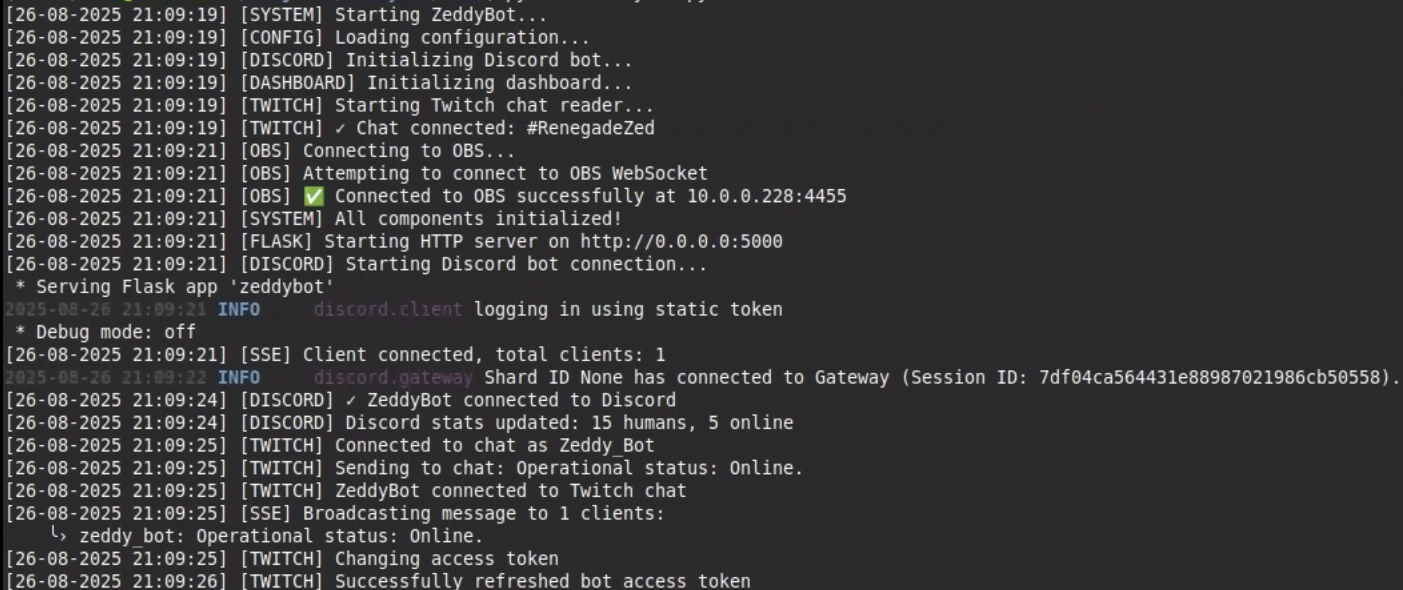 [26-08-2025 21:09:19] [SYSTEM] Starting ZeddyBot...
[26-08-2025 21:09:19] [CONFIG] Loading configuration...
[26-08-2025 21:09:19] [DISCORD] Initializing Discord bot...
[26-08-2025 21:09:19] [DASHBOARD] Initializing dashboard...
[26-08-2025 21:09:19] [TWITCH] Starting Twitch chat reader...
[26-08-2025 21:09:19] [TWITCH] ✓ Chat connected: #RenegadeZed
[26-08-2025 21:09:21] [OBS] Connecting to OBS...
[26-08-2025 21:09:21] [OBS] Attempting to connect to OBS WebSocket
[26-08-2025 21:09:21] [OBS] ✅ Connected to OBS successfully at 10.0.0.228:4455
[26-08-2025 21:09:21] [SYSTEM] All components initialized!
[26-08-2025 21:09:21] [FLASK] Starting HTTP server on http://0.0.0.0:5000
[26-08-2025 21:09:21] [DISCORD] Starting Discord bot connection...
 * Serving Flask app 'zeddybot'
2025-08-26 21:09:21 INFO     discord.client logging in using static token
 * Debug mode: off
[26-08-2025 21:09:21] [SSE] Client connected, total clients: 1
2025-08-26 21:09:22 INFO     discord.gateway Shard ID None has connected to Gateway (Session ID: 7df04ca564431e88987021986cb50558).
[26-08-2025 21:09:24] [DISCORD] ✓ ZeddyBot connected to Discord
[26-08-2025 21:09:24] [DISCORD] Discord stats updated: 15 humans, 5 online
[26-08-2025 21:09:25] [TWITCH] Connected to chat as Zeddy_Bot
[26-08-2025 21:09:25] [TWITCH] Sending to chat: Operational status: Online.
[26-08-2025 21:09:25] [TWITCH] ZeddyBot connected to Twitch chat
[26-08-2025 21:09:25] [SSE] Broadcasting message to 1 clients:
    ╰› zeddy_bot: Operational status: Online.
[26-08-2025 21:09:25] [TWITCH] Changing access token
[26-08-2025 21:09:26] [TWITCH] Successfully refreshed bot access token